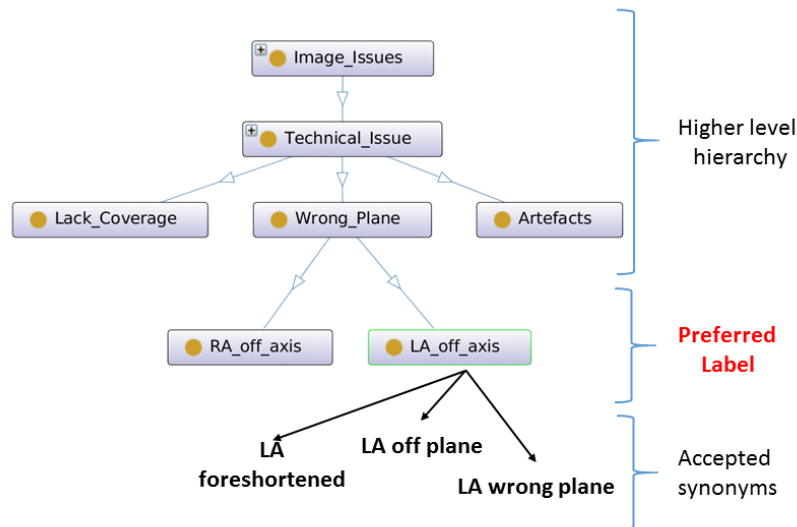 Image_Issues
Technical_Issue
Higher level
hierarchy
Lack_Coverage
Wrong_Plane
Artefacts
RA_off_axis
LA_off_axis
Preferred
Label
LA
foreshortened
LA off plane
LA wrong plane
Accepted
synonyms